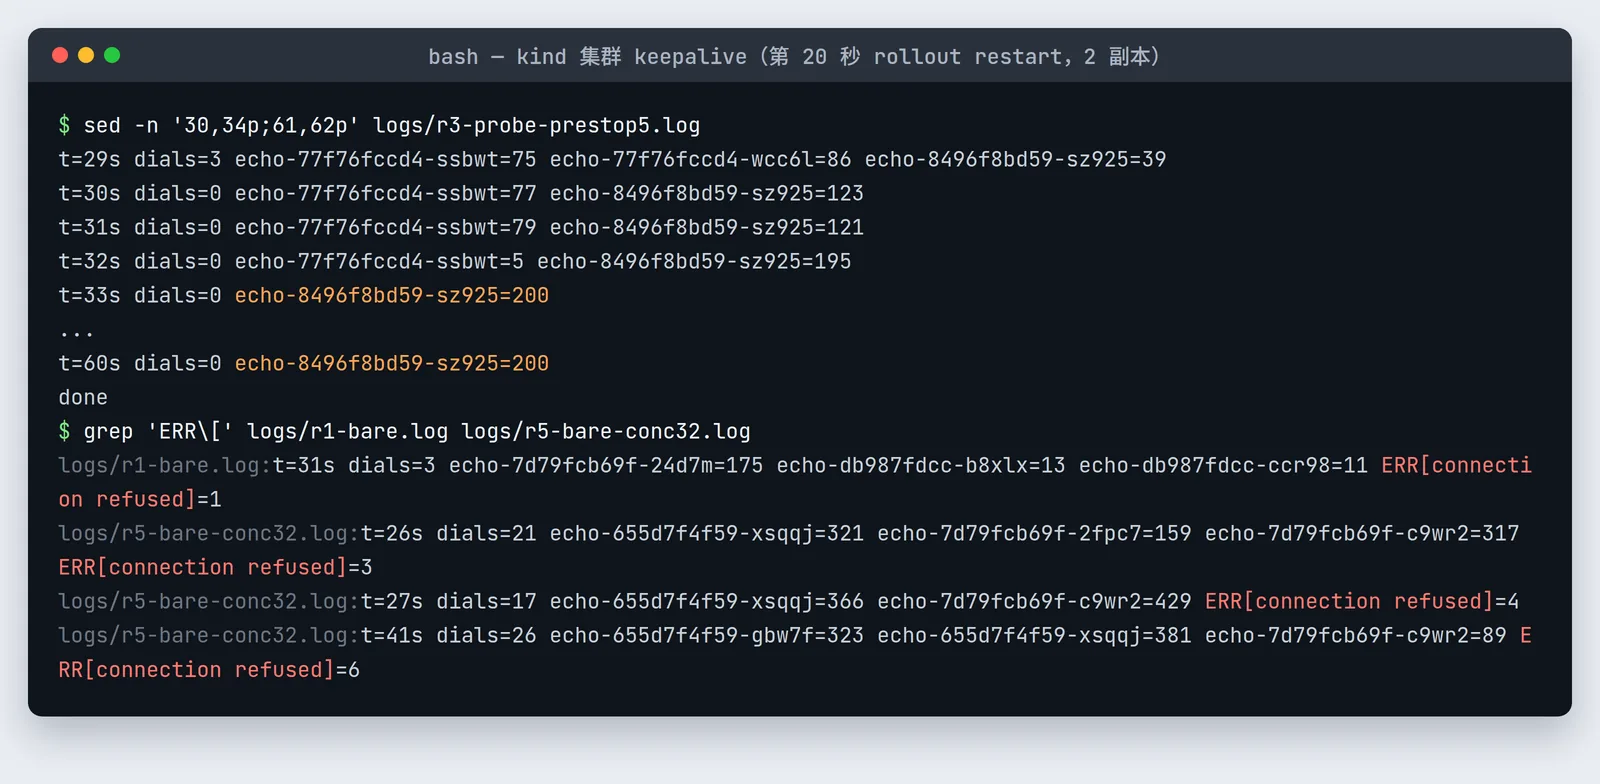 bash — kind 集群 keepalive（第 20 秒 rollout restart，2 副本）
$ sed -n '30,34p;61,62p' logs/r3-probe-prestop5.log
t=29s dials=3 echo-77f76fccd4-ssbwt=75 echo-77f76fccd4-wcc6l=86 echo-8496f8bd59-sz925=39
t=30s dials=0 echo-77f76fccd4-ssbwt=77 echo-8496f8bd59-sz925=123
t=31s dials=0 echo-77f76fccd4-ssbwt=79 echo-8496f8bd59-sz925=121
t=32s dials=0 echo-77f76fccd4-ssbwt=5 echo-8496f8bd59-sz925=195
t=33s dials=0 echo-8496f8bd59-sz925=200
...
t=60s dials=0 echo-8496f8bd59-sz925=200
done
$ grep 'ERR\[' logs/r1-bare.log logs/r5-bare-conc32.log
logs/r1-bare.log:t=31s dials=3 echo-7d79fcb69f-24d7m=175 echo-db987fdcc-b8xlx=13 echo-db987fdcc-ccr98=11 ERR[connecti
on refused]=1
logs/r5-bare-conc32.log:t=26s dials=21 echo-655d7f4f59-xsqqj=321 echo-7d79fcb69f-2fpc7=159 echo-7d79fcb69f-c9wr2=317
ERR[connection refused]=3
logs/r5-bare-conc32.log:t=27s dials=17 echo-655d7f4f59-xsqqj=366 echo-7d79fcb69f-c9wr2=429 ERR[connection refused]=4
logs/r5-bare-conc32.log:t=41s dials=26 echo-655d7f4f59-gbw7f=323 echo-655d7f4f59-xsqqj=381 echo-7d79fcb69f-c9wr2=89 E
RR[connection refused]=6